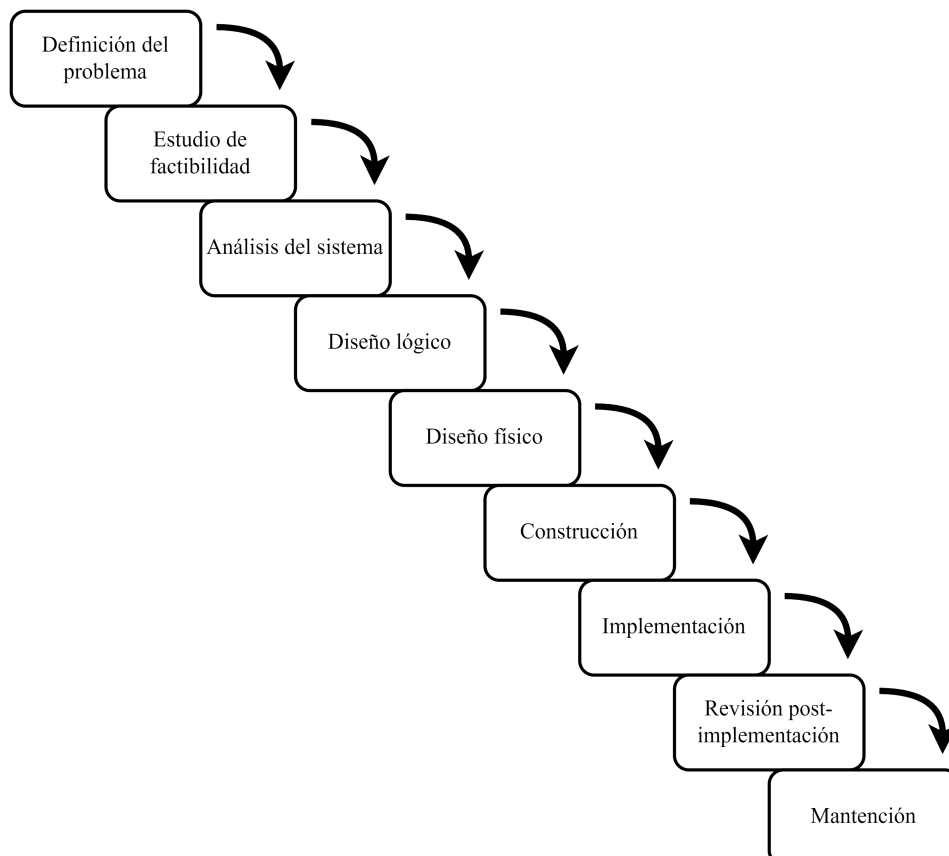 Definición del
problema
Estudio de
factibilidad
Análisis del sistema
Diseño lógico
Diseño físico
Construcción
Implementación
Revisión post-
implementación
Mantención